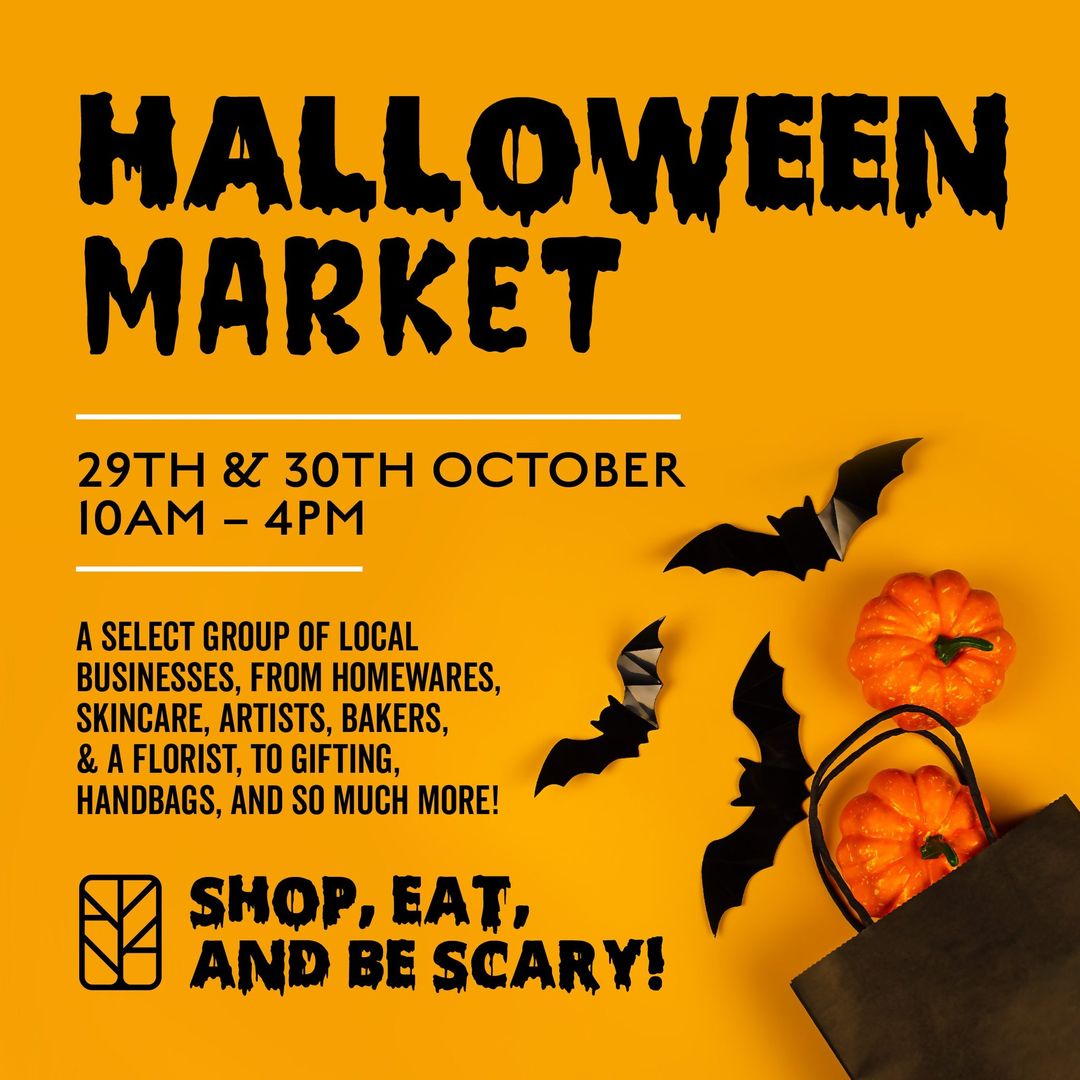 HALLOWEEN
MARKET
29TH & 30TH OCTOBER
10AM – 4PM
A SELECT GROUP OF LOCAL
BUSINESSES, FROM HOMEWARES,
SKINCARE, ARTISTS, BAKERS,
& A FLORIST, TO GIFTING,
HANDBAGS, AND SO MUCH MORE!
SHOP, EAT,
AND BE SCARY!